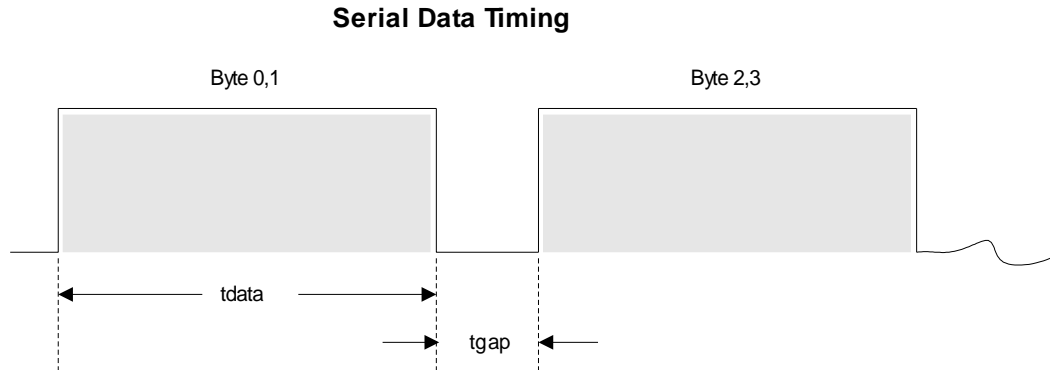 Serial Data Timing
Byte 0,1
Byte 2,3
tdata
tgap